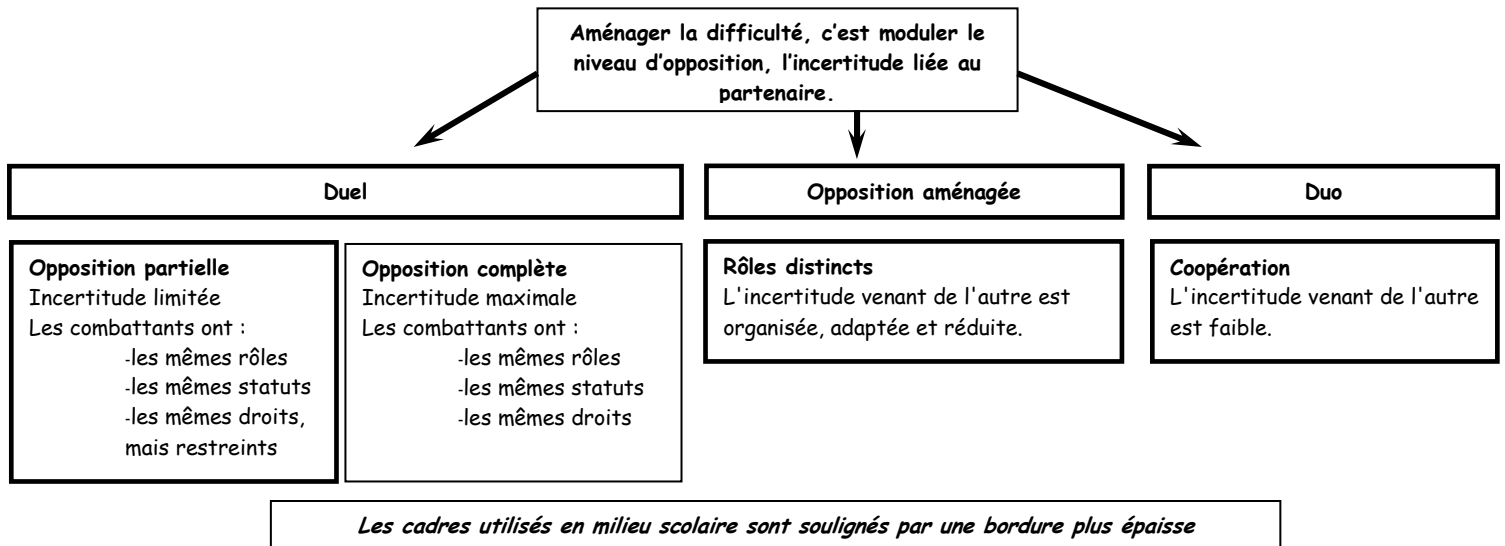 Aménager la difficulté, c’est moduler le
niveau d’opposition, l’incertitude liée au
partenaire.
Duel
Opposition aménagée
Duo
Opposition partielle
Incertitude limitée
Les combattants ont :
-les mêmes rôles
-les mêmes statuts
-les mêmes droits,
mais restreints
Opposition complète
Incertitude maximale
Les combattants ont :
-les mêmes rôles
-les mêmes statuts
-les mêmes droits
Rôles distincts
L'incertitude venant de l'autre est
organisée, adaptée et réduite.
Coopération
L'incertitude venant de l'autre
est faible.
Les cadres utilisés en milieu scolaire sont soulignés par une bordure plus épaisse